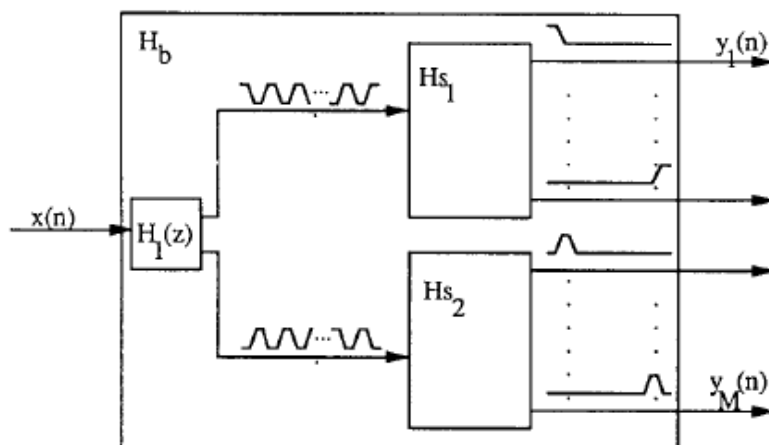 H_b
x(n)
H_1(z)
Hs_1
Hs_2
y_1(n)
y_M(n)